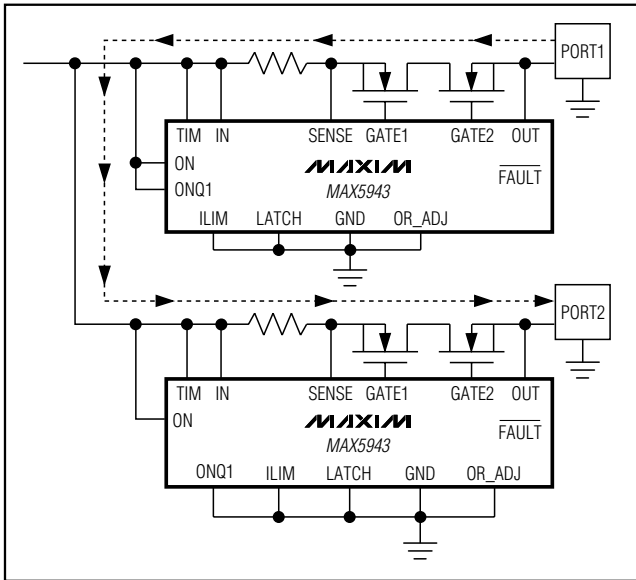 PORT1
TIM IN SENSE GATE1 GATE2 OUT
ON
MAXIM FAULT
ONQ1 MAX5943
ILIM LATCH GND OR_ADJ
PORT2
TIM IN SENSE GATE1 GATE2 OUT
ON
MAXIM FAULT
MAX5943
ONQ1 ILIM LATCH GND OR_ADJ